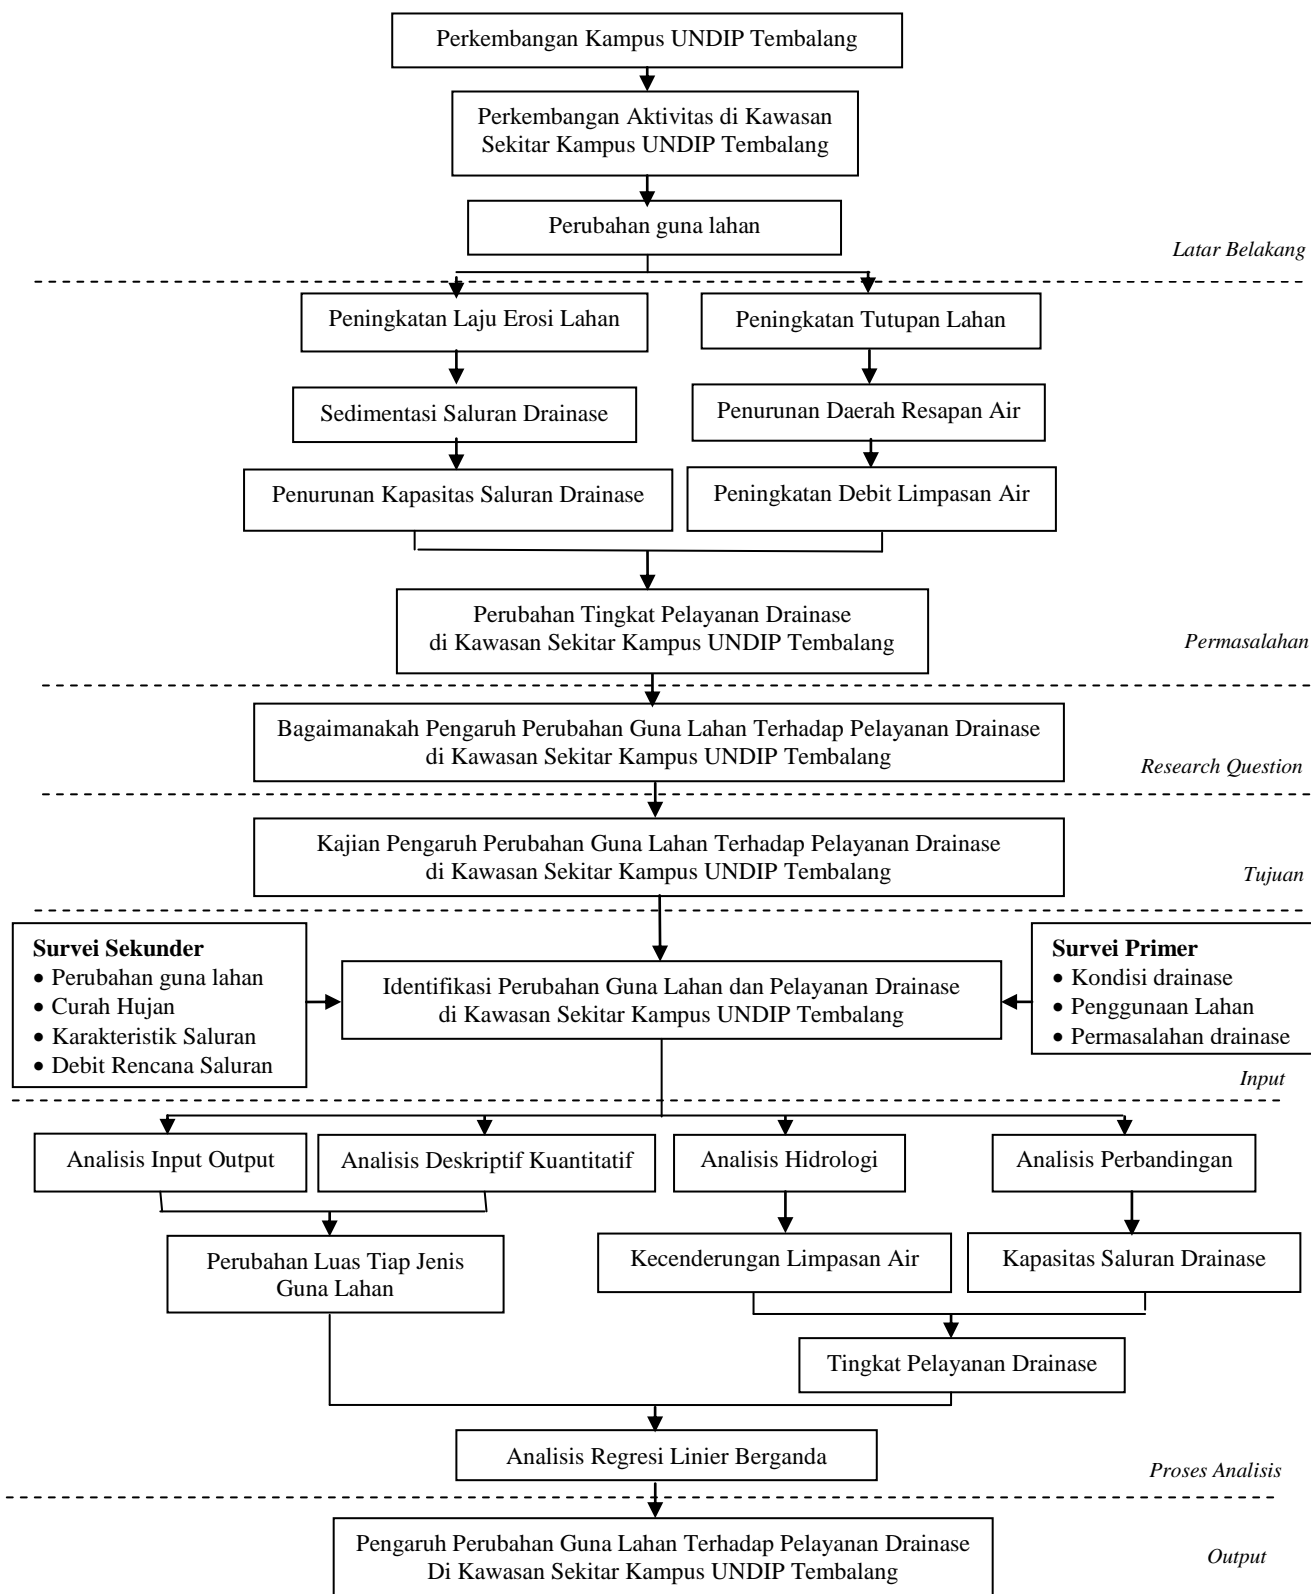 Perkembangan Kampus UNDIP Tembalang
Perkembangan Aktivitas di Kawasan
Sekitar Kampus UNDIP Tembalang
Perubahan guna lahan
Latar Belakang
Peningkatan Laju Erosi Lahan
Peningkatan Tutupan Lahan
Sedimentasi Saluran Drainase
Penurunan Daerah Resapan Air
Penurunan Kapasitas Saluran Drainase
Peningkatan Debit Limpasan Air
Perubahan Tingkat Pelayanan Drainase
di Kawasan Sekitar Kampus UNDIP Tembalang
Permasalahan
Bagaimanakah Pengaruh Perubahan Guna Lahan Terhadap Pelayanan Drainase
di Kawasan Sekitar Kampus UNDIP Tembalang
Research Question
Kajian Pengaruh Perubahan Guna Lahan Terhadap Pelayanan Drainase
di Kawasan Sekitar Kampus UNDIP Tembalang
Tujuan
Survei Sekunder
• Perubahan guna lahan
• Curah Hujan
• Karakteristik Saluran
• Debit Rencana Saluran
Identifikasi Perubahan Guna Lahan dan Pelayanan Drainase
di Kawasan Sekitar Kampus UNDIP Tembalang
Survei Primer
• Kondisi drainase
• Penggunaan Lahan
• Permasalahan drainase
Input
Analisis Input Output
Analisis Deskriptif Kuantitatif
Analisis Hidrologi
Analisis Perbandingan
Perubahan Luas Tiap Jenis
Guna Lahan
Kecenderungan Limpasan Air
Kapasitas Saluran Drainase
Tingkat Pelayanan Drainase
Analisis Regresi Linier Berganda
Proses Analisis
Pengaruh Perubahan Guna Lahan Terhadap Pelayanan Drainase
Di Kawasan Sekitar Kampus UNDIP Tembalang
Output